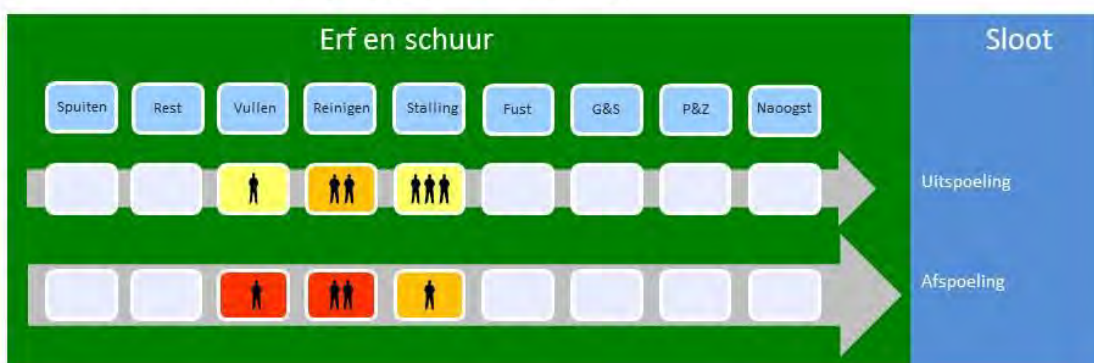 Erf en schuur
Sloot
Spuiten
Rest
Vullen
Reinigen
Stalling
Fust
G&S
P&Z
Naoogst
Uitspoeling
Afspoeling